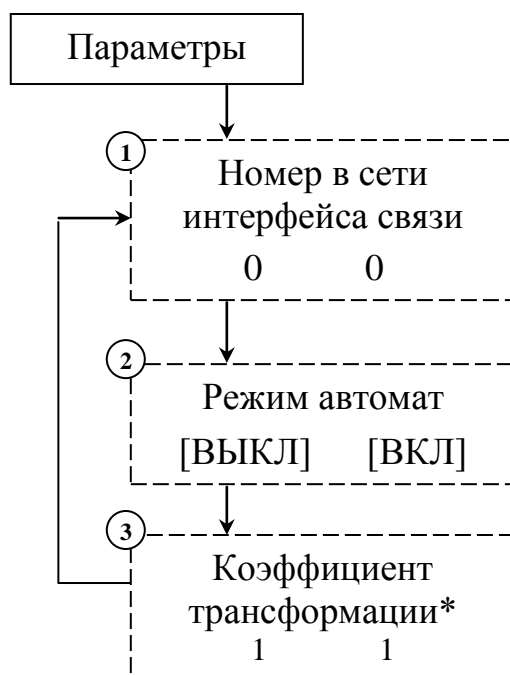 Параметры
1
Номер в сети
интерфейса связи
0 0
2
Режим автомат
[ВЫКЛ] [ВКЛ]
3
Коэффициент
трансформации*
1 1